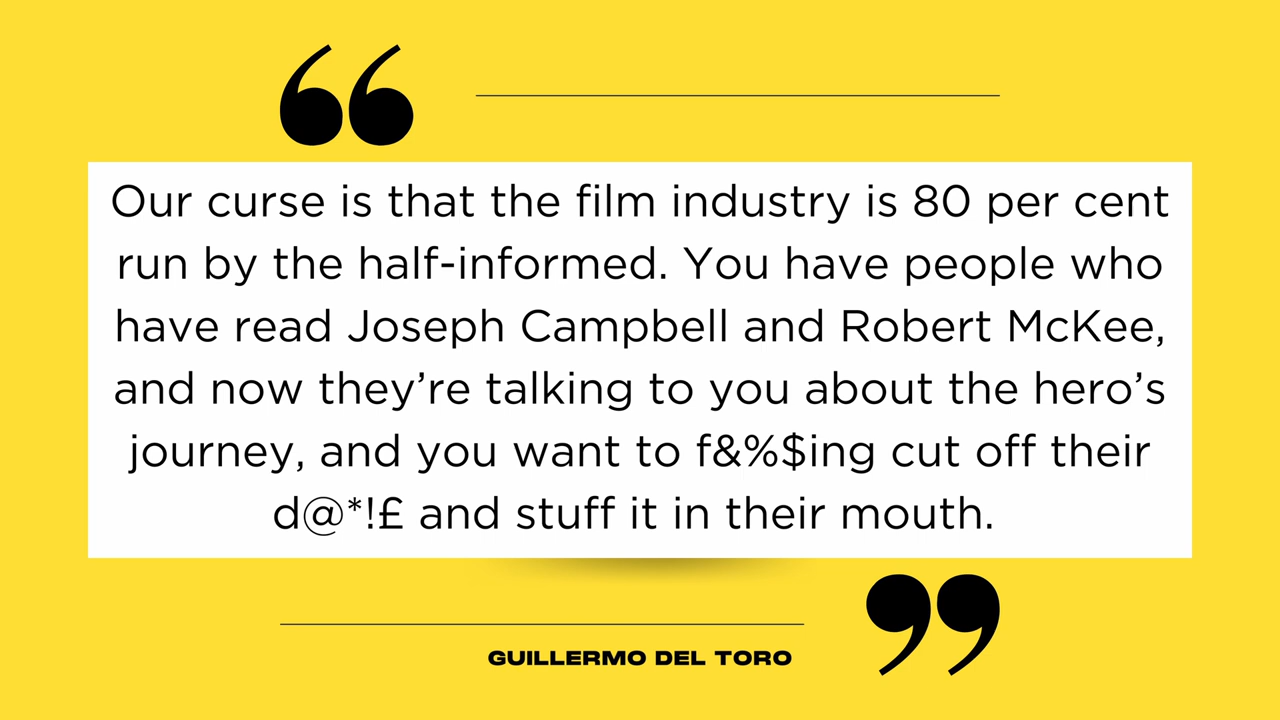 “
Our curse is that the film industry is 80 per cent
run by the half-informed. You have people who
have read Joseph Campbell and Robert McKee,
and now they’re talking to you about the hero’s
journey, and you want to f&%$ing cut off their
d@*!£ and stuff it in their mouth.
”
GUILLERMO DEL TORO